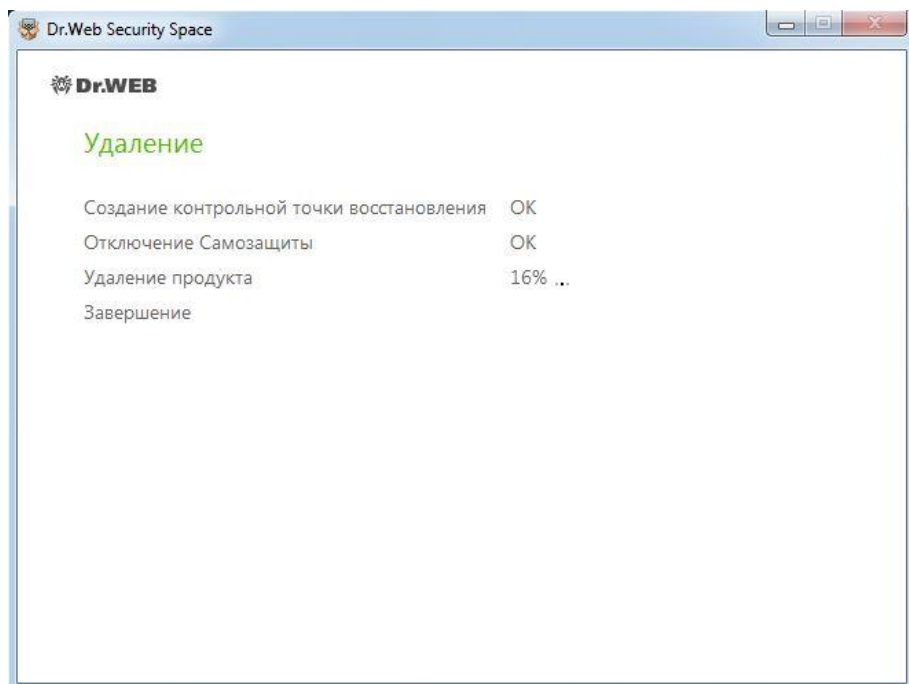 Dr.Web Security Space
Dr.WEB
Удаление
Создание контрольной точки восстановления OK
Отключение Самозащиты OK
Удаление продукта 16% ...
Завершение